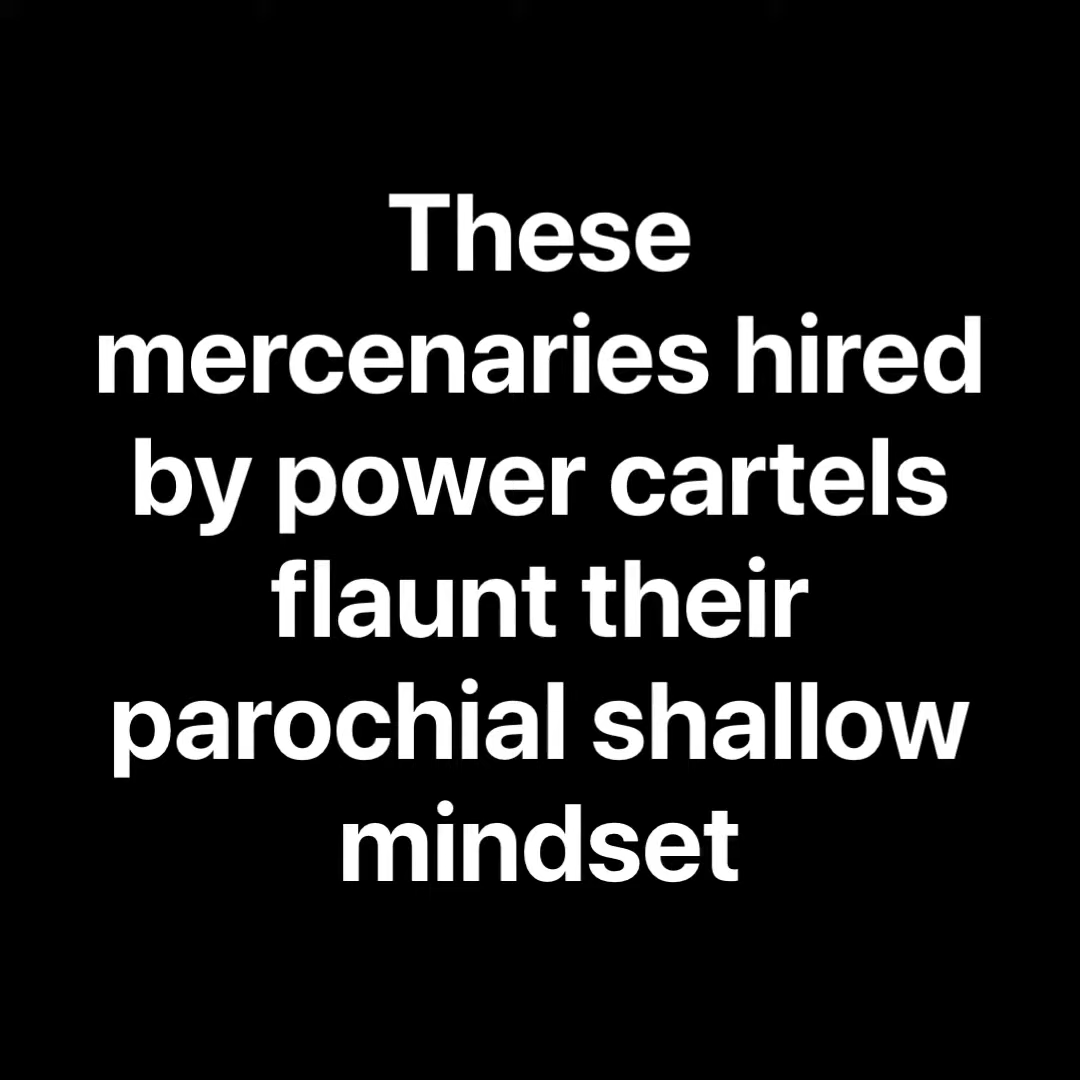 These
mercenaries hired
by power cartels
flaunt their
parochial shallow
mindset